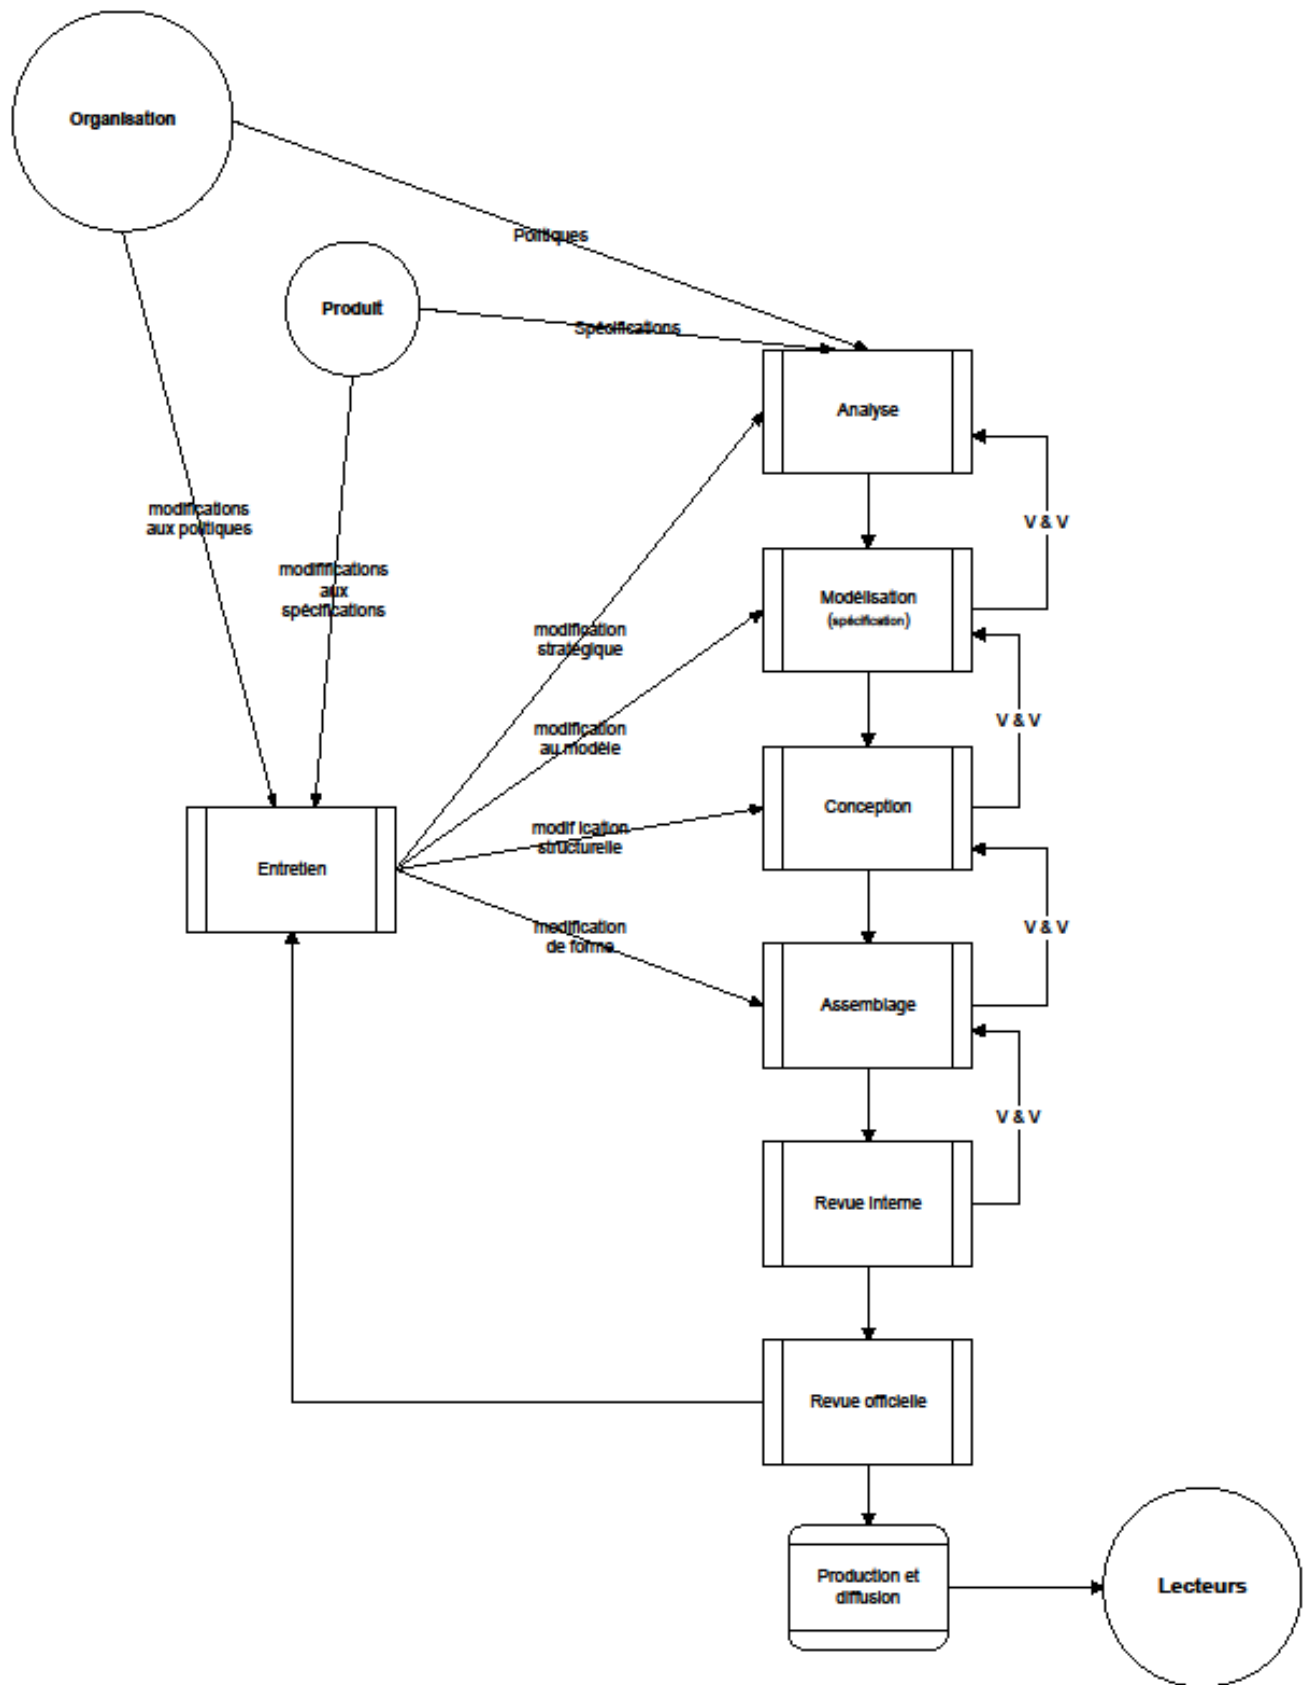 Organisation
Politiques
Produit
Spécifications
Analyse
modifications
aux politiques
V & V
modififications
aux
spécifications
Modélisation
(spécification)
modification
stratégique
V & V
modification
au modèle
Conception
modif ication
structurelle
Entretien
modification
de forme
V & V
Assemblage
V & V
Revue interne
Revue officielle
Production et
diffusion
Lecteurs